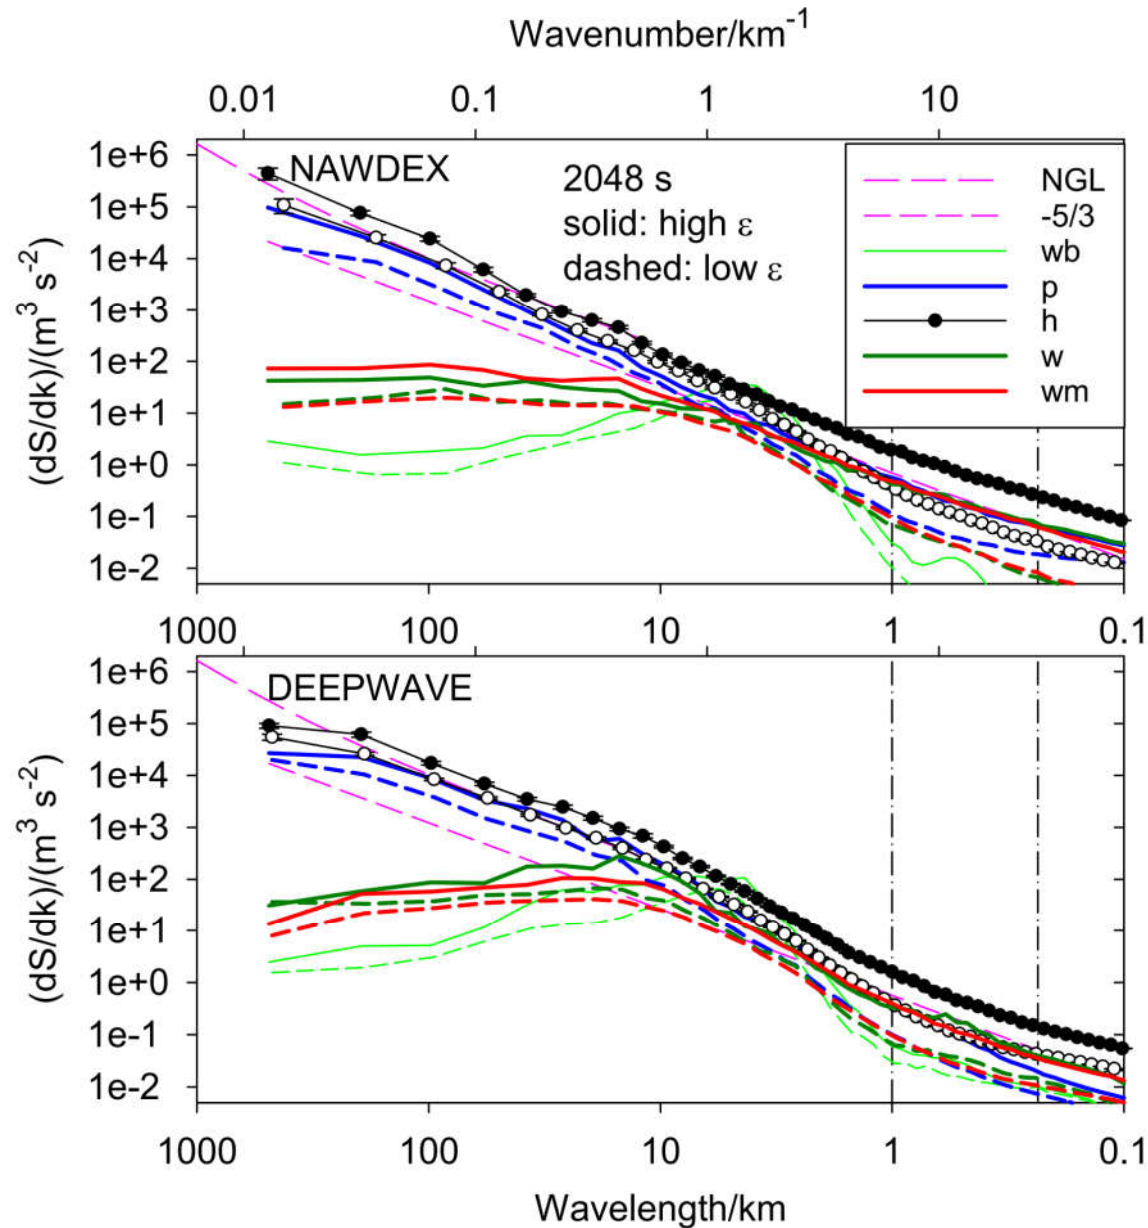 Wavenumber/km⁻¹
0.01 0.1 1 10
1e+6
1e+5
1e+4
1e+3
1e+2
1e+1
1e+0
1e-1
1e-2
(dS/dk)/(m³ s⁻²)
NAWDEX
2048 s
solid: high ε
dashed: low ε
NGL
-5/3
wb
p
h
w
wm
1000 100 10 1 0.1
1e+6
1e+5
1e+4
1e+3
1e+2
1e+1
1e+0
1e-1
1e-2
(dS/dk)/(m³ s⁻²)
DEEPWAVE
1000 100 10 1 0.1
Wavelength/km